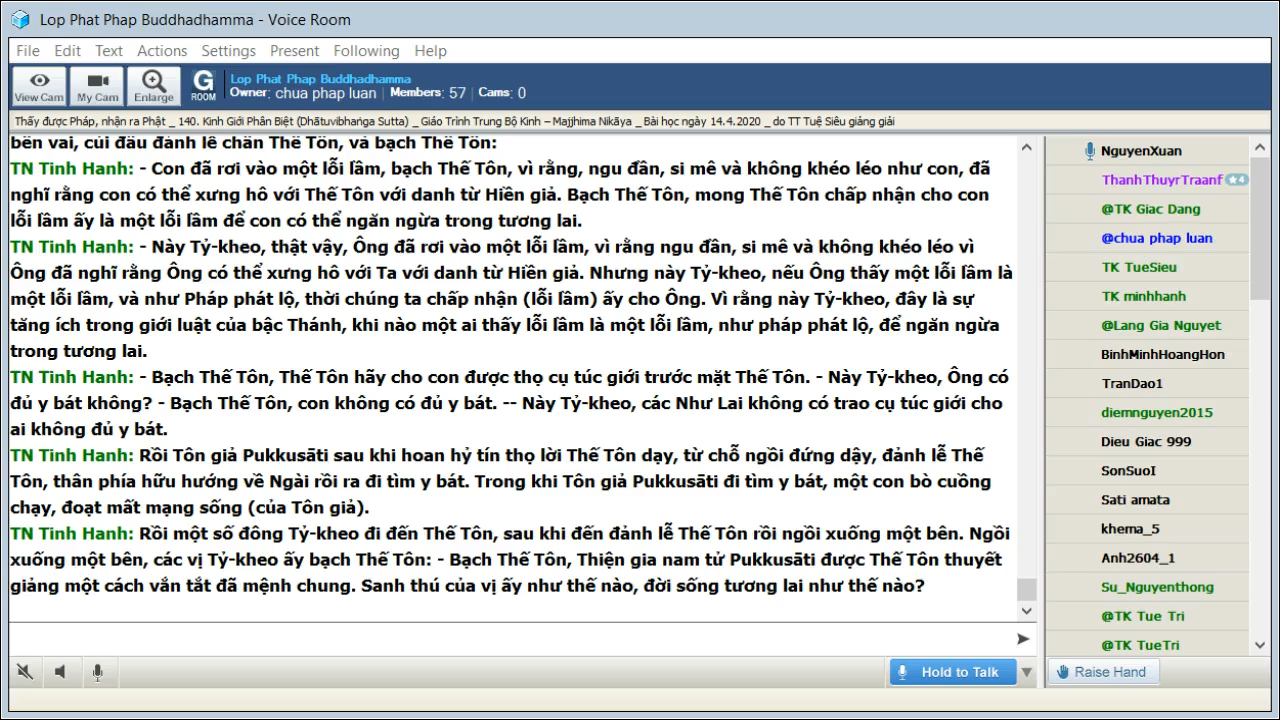 Lop Phat Phap Buddhadhamma - Voice Room
File Edit Text Actions Settings Present Following Help
View Cam My Cam Enlarge G ROOM
Lop Phat Phap Buddhadhamma
Owner: chua phap luan | Members: 57 | Cams: 0
Thấy được Pháp, nhận ra Phật _ 140. Kinh Giới Phân Biệt (Dhātuvibhaṅga Sutta) _ Giáo Trình Trung Bộ Kinh – Majjhima Nikāya _ Bài học ngày 14.4.2020 _ do TT Tuệ Siêu giảng giải
bên vai, cúi đầu đảnh lễ chân Thế Tôn, và bạch Thế Tôn:
TN Tinh Hanh: - Con đã rơi vào một lỗi lầm, bạch Thế Tôn, vì rằng, ngu đần, si mê và không khéo léo như con, đã
nghĩ rằng con có thể xưng hô với Thế Tôn với danh từ Hiền giả. Bạch Thế Tôn, mong Thế Tôn chấp nhận cho con
lỗi lầm ấy là một lỗi lầm để con có thể ngăn ngừa trong tương lai.
TN Tinh Hanh: - Này Tỷ-kheo, thật vậy, Ông đã rơi vào một lỗi lầm, vì rằng ngu đần, si mê và không khéo léo vì
Ông đã nghĩ rằng Ông có thể xưng hô với Ta với danh từ Hiền giả. Nhưng này Tỷ-kheo, nếu Ông thấy một lỗi lầm là
một lỗi lầm, và như Pháp phát lộ, thời chúng ta chấp nhận (lỗi lầm) ấy cho Ông. Vì rằng này Tỷ-kheo, đây là sự
tăng ích trong giới luật của bậc Thánh, khi nào một ai thấy lỗi lầm là một lỗi lầm, như pháp phát lộ, để ngăn ngừa
trong tương lai.
TN Tinh Hanh: - Bạch Thế Tôn, Thế Tôn hãy cho con được thọ cụ túc giới trước mặt Thế Tôn. - Này Tỷ-kheo, Ông có
đủ y bát không? - Bạch Thế Tôn, con không có đủ y bát. -- Này Tỷ-kheo, các Như Lai không có trao cụ túc giới cho
ai không đủ y bát.
TN Tinh Hanh: Rồi Tôn giả Pukkusāti sau khi hoan hỷ tín thọ lời Thế Tôn dạy, từ chỗ ngồi đứng dậy, đảnh lễ Thế
Tôn, thân phía hữu hướng về Ngài rồi ra đi tìm y bát. Trong khi Tôn giả Pukkusāti đi tìm y bát, một con bò cuồng
chạy, đoạt mất mạng sống (của Tôn giả).
TN Tinh Hanh: Rồi một số đông Tỷ-kheo đi đến Thế Tôn, sau khi đến đảnh lễ Thế Tôn rồi ngồi xuống một bên. Ngồi
xuống một bên, các vị Tỷ-kheo ấy bạch Thế Tôn: - Bạch Thế Tôn, Thiện gia nam tử Pukkusāti được Thế Tôn thuyết
giảng một cách vắn tắt đã mệnh chung. Sanh thú của vị ấy như thế nào, đời sống tương lai như thế nào?
NguyenXuan
ThanhThuyrTraanf ★4
@TK Giac Dang
@chua phap luan
TK TueSieu
TK minhhanh
@Lang Gia Nguyet
BinhMinhHoangHon
TranDao1
diemnguyen2015
Dieu Giac 999
SonSuoI
Sati amata
khema_5
Anh2604_1
Su_Nguyenthong
@TK Tue Tri
@TK TueTri
Hold to Talk
Raise Hand